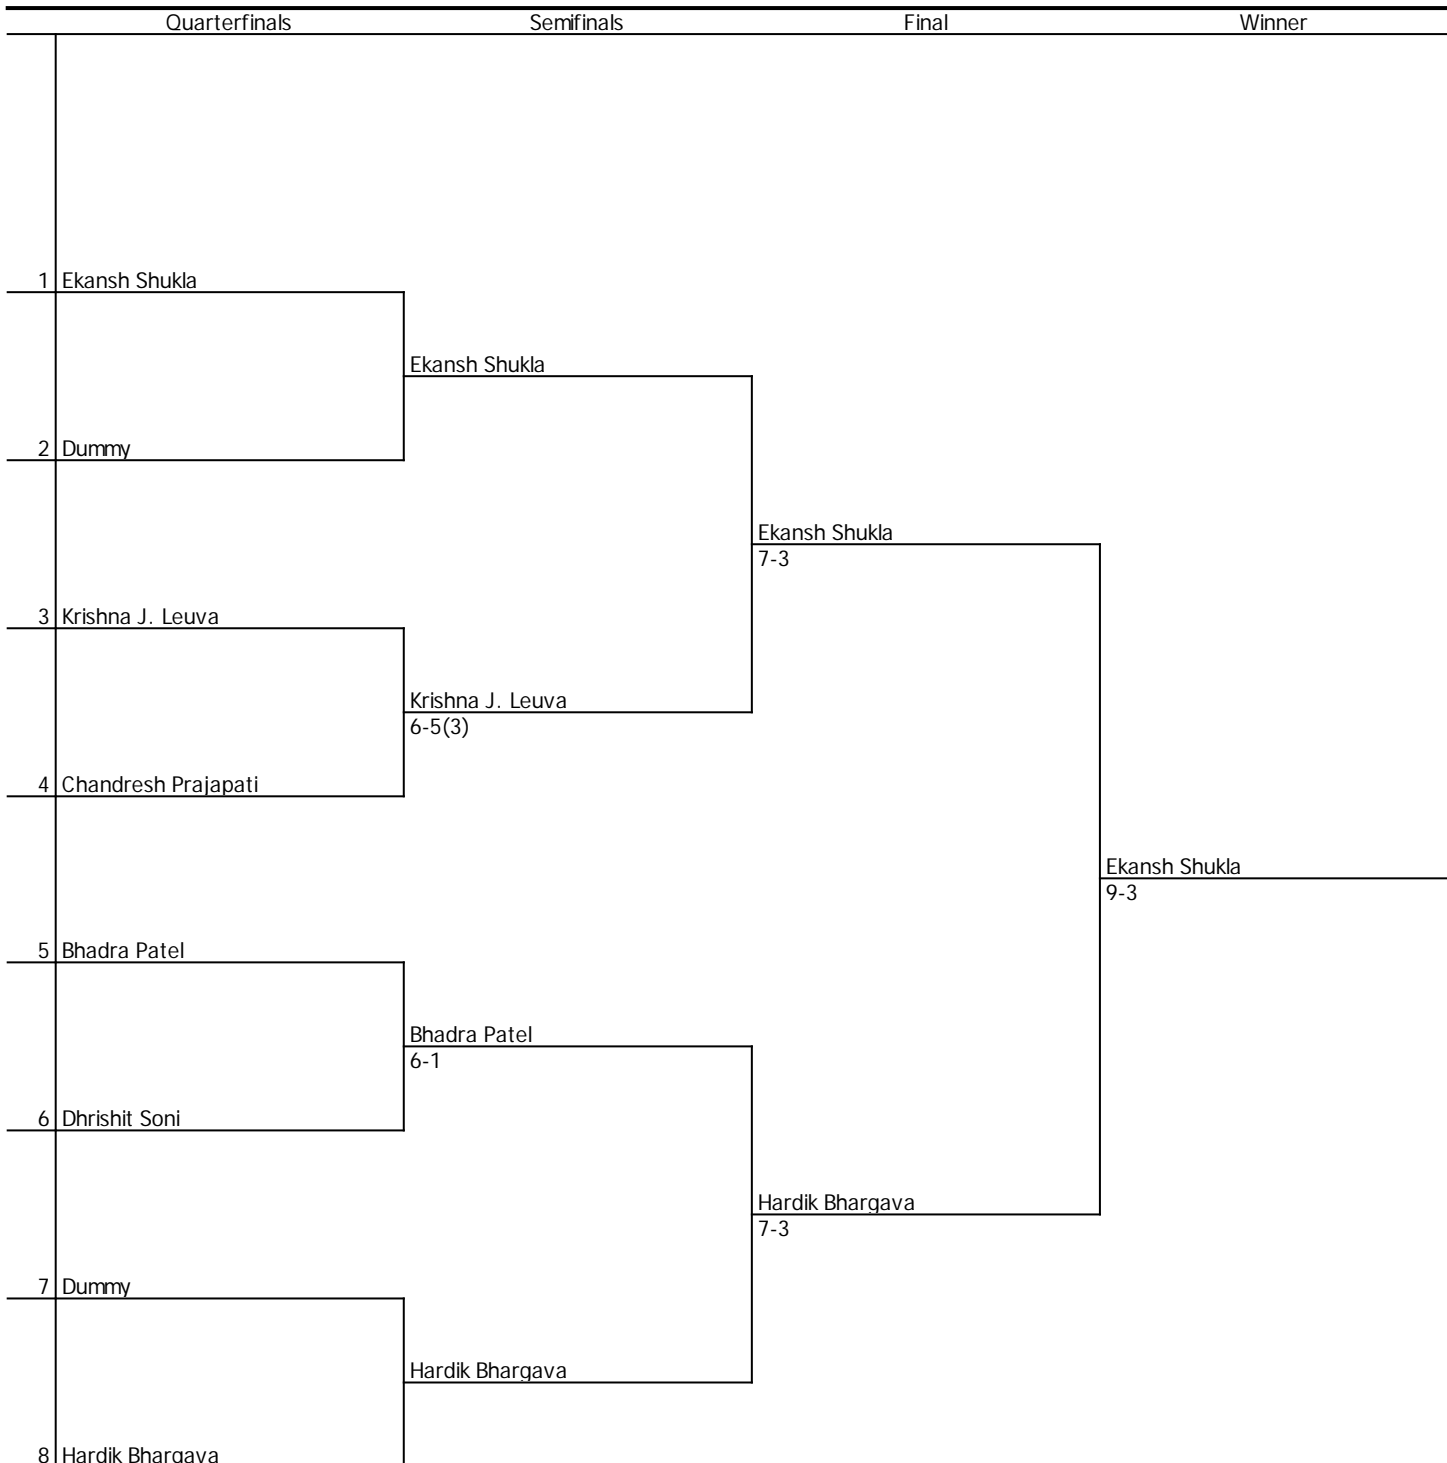 Quarterfinals Semifinals Final Winner
1 Ekansh Shukla
Ekansh Shukla
2 Dummy
Ekansh Shukla
7-3
3 Krishna J. Leuva
Krishna J. Leuva
6-5(3)
4 Chandresh Prajapati
Ekansh Shukla
9-3
5 Bhadra Patel
Bhadra Patel
6-1
6 Dhrishit Soni
Hardik Bhargava
7-3
7 Dummy
Hardik Bhargava
8 Hardik Bhargava